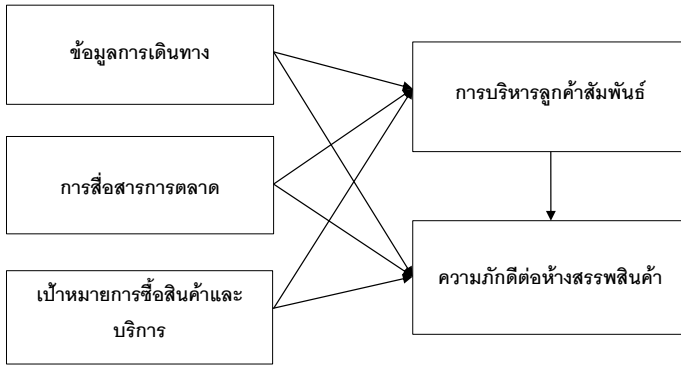 ข้อมูลการเดินทาง
การบริหารลูกค้าสัมพันธ์
การสื่อสารการตลาด
ความภักดีต่อห้างสรรพสินค้า
เป้าหมายการซื้อสินค้าและ
บริการ